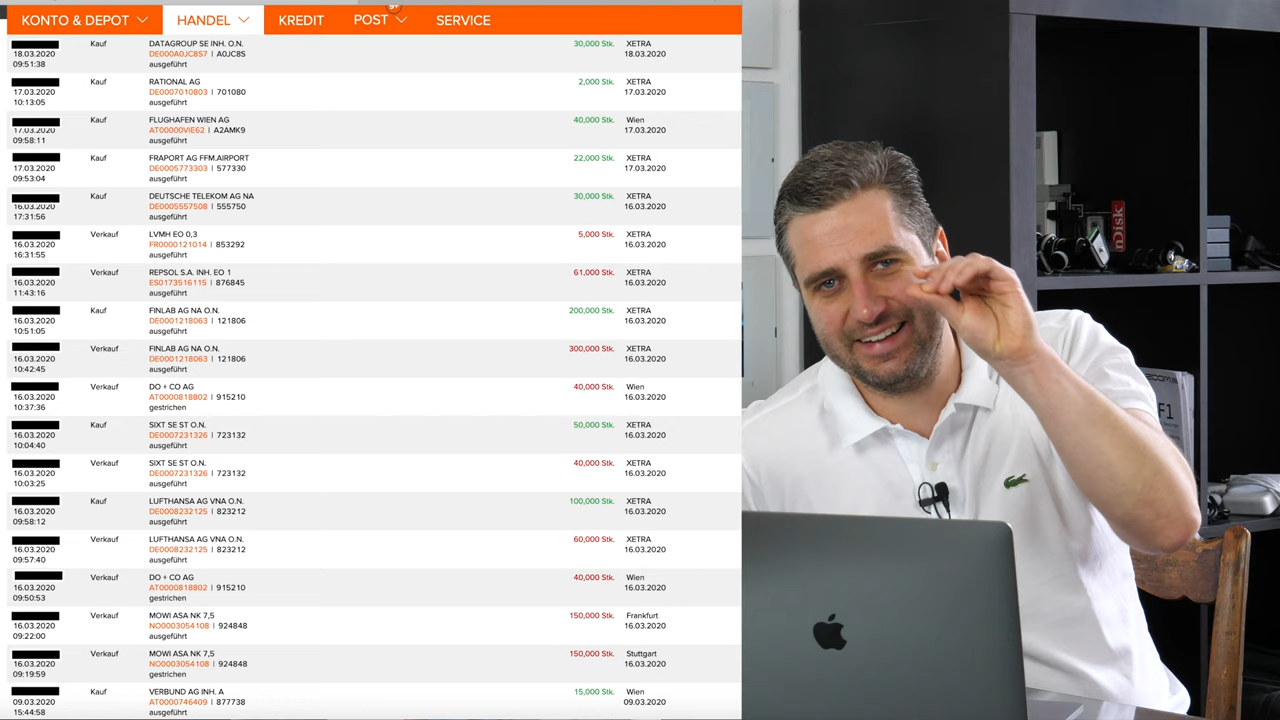 KONTO & DEPOT HANDEL KREDIT POST 9+ SERVICE
Kauf DATAGROUP SE INH. O.N. 30,000 Stk. XETRA
18.03.2020 DE000A0JC8S7 | A0JC8S 18.03.2020
09:51:38 ausgeführt
Kauf RATIONAL AG 2,000 Stk. XETRA
17.03.2020 DE0007010803 | 701080 17.03.2020
10:13:05 ausgeführt
Kauf FLUGHAFEN WIEN AG 40,000 Stk. Wien
17.03.2020 AT00000VIE62 | A2AMK9 17.03.2020
09:58:11 ausgeführt
Kauf FRAPORT AG FFM.AIRPORT 22,000 Stk. XETRA
17.03.2020 DE0005773303 | 577330 17.03.2020
09:53:04 ausgeführt
Kauf DEUTSCHE TELEKOM AG NA 30,000 Stk. XETRA
16.03.2020 DE0005557508 | 555750 16.03.2020
17:31:56 ausgeführt
Verkauf LVMH EO 0,3 5,000 Stk. XETRA
16.03.2020 FR0000121014 | 853292 16.03.2020
16:31:55 ausgeführt
Verkauf REPSOL S.A. INH. EO 1 61,000 Stk. XETRA
16.03.2020 ES0173516115 | 876845 16.03.2020
11:43:16 ausgeführt
Kauf FINLAB AG NA O.N. 200,000 Stk. XETRA
16.03.2020 DE0001218063 | 121806 16.03.2020
10:51:05 ausgeführt
Verkauf FINLAB AG NA O.N. 300,000 Stk. XETRA
16.03.2020 DE0001218063 | 121806 16.03.2020
10:42:45 ausgeführt
Verkauf DO + CO AG 40,000 Stk. Wien
16.03.2020 AT0000818802 | 915210 16.03.2020
10:37:36 gestrichen
Kauf SIXT SE ST O.N. 50,000 Stk. XETRA
16.03.2020 DE0007231326 | 723132 16.03.2020
10:04:40 ausgeführt
Verkauf SIXT SE ST O.N. 40,000 Stk. XETRA
16.03.2020 DE0007231326 | 723132 16.03.2020
10:03:25 ausgeführt
Kauf LUFTHANSA AG VNA O.N. 100,000 Stk. XETRA
16.03.2020 DE0008232125 | 823212 16.03.2020
09:58:12 ausgeführt
Verkauf LUFTHANSA AG VNA O.N. 60,000 Stk. XETRA
16.03.2020 DE0008232125 | 823212 16.03.2020
09:57:40 ausgeführt
Verkauf DO + CO AG 40,000 Stk. Wien
16.03.2020 AT0000818802 | 915210 16.03.2020
09:50:53 gestrichen
Verkauf MOWI ASA NK 7,5 150,000 Stk. Frankfurt
16.03.2020 NO0003054108 | 924848 16.03.2020
09:22:00 ausgeführt
Verkauf MOWI ASA NK 7,5 150,000 Stk. Stuttgart
16.03.2020 NO0003054108 | 924848 16.03.2020
09:19:59 gestrichen
Kauf VERBUND AG INH. A 15,000 Stk. Wien
09.03.2020 AT0000746409 | 877738 09.03.2020
15:44:58 ausgeführt
nDisk
F1